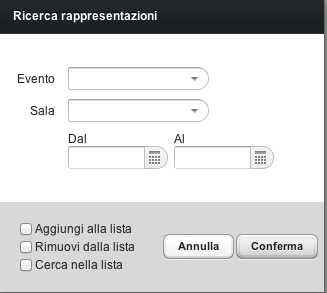 Ricerca rappresentazioni
Evento
Sala
Dal Al
Aggiungi alla lista
Rimuovi dalla lista
Cerca nella lista
Annulla Conferma